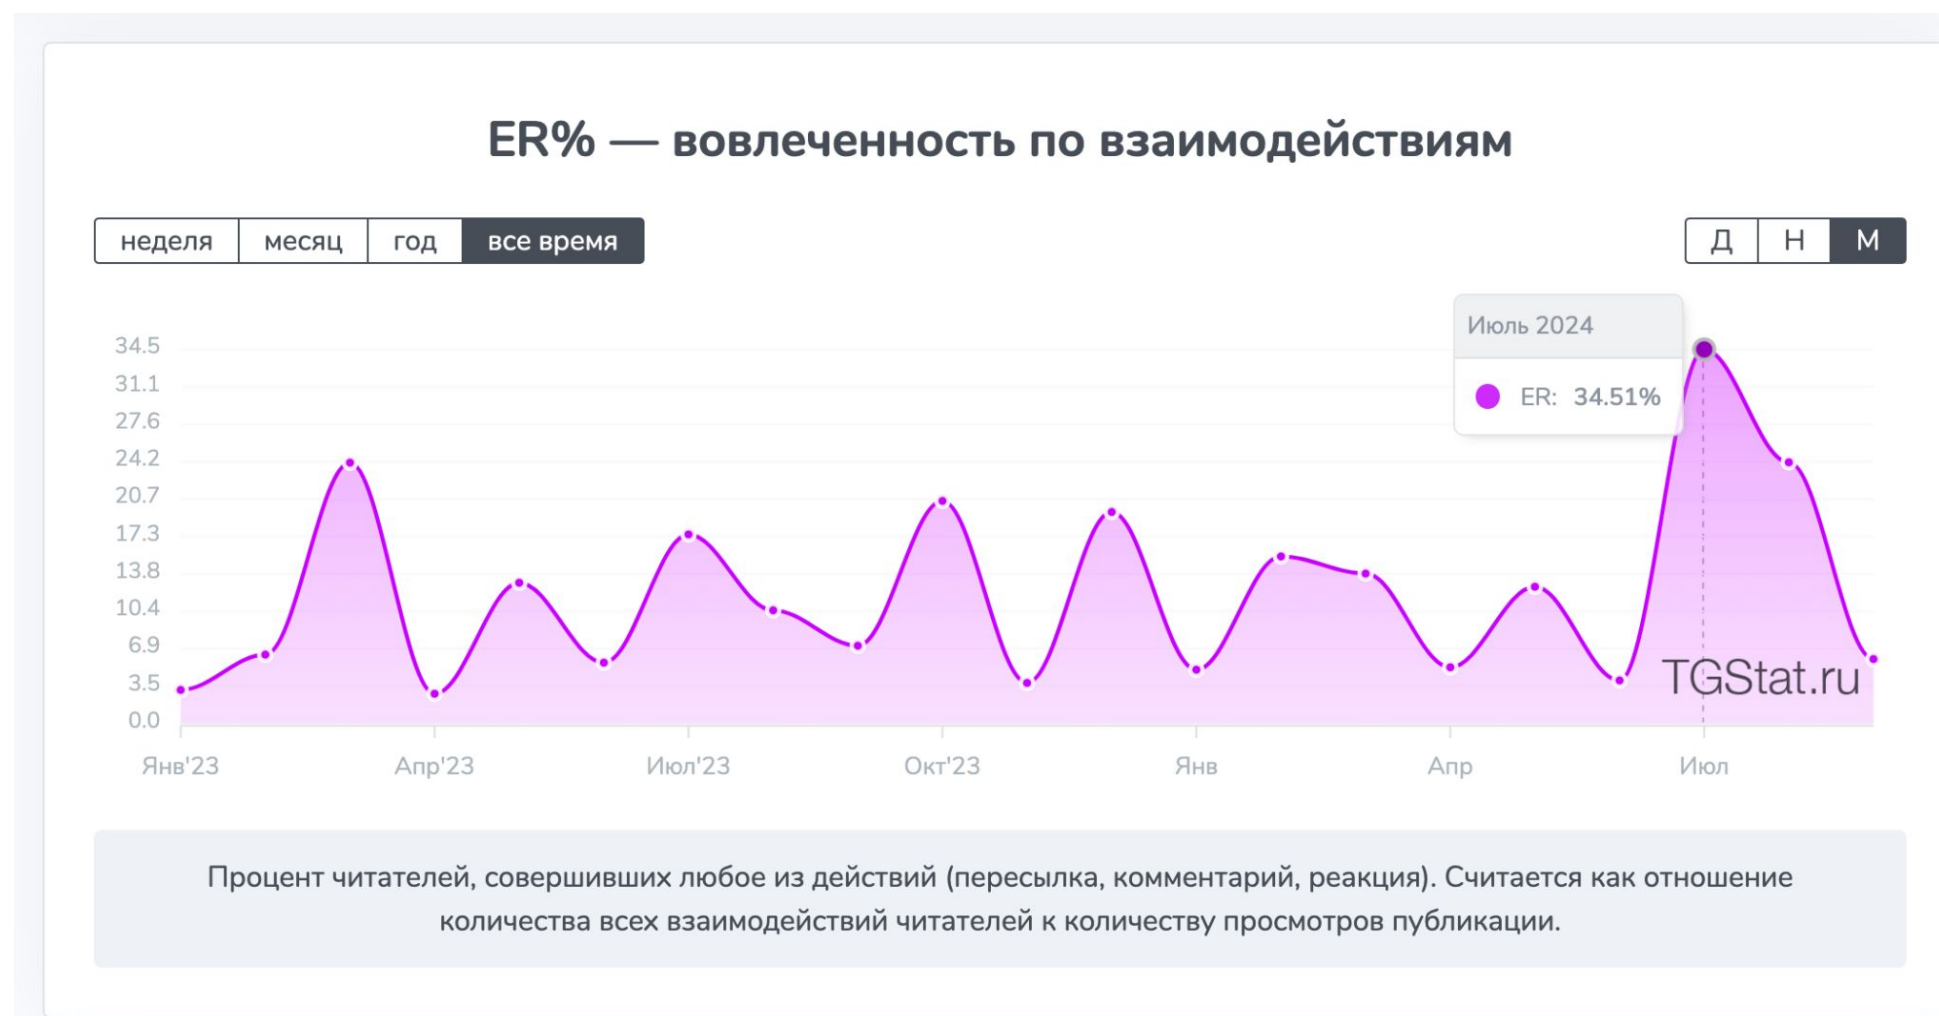 ER% — вовлеченность по взаимодействиям
неделя месяц год все время
Д Н М
Июль 2024
ER: 34.51%
34.5
31.1
27.6
24.2
20.7
17.3
13.8
10.4
6.9
3.5
0.0
TGStat.ru
Янв'23 Апр'23 Июл'23 Окт'23 Янв Апр Июл
Процент читателей, совершивших любое из действий (пересылка, комментарий, реакция). Считается как отношение
количества всех взаимодействий читателей к количеству просмотров публикации.